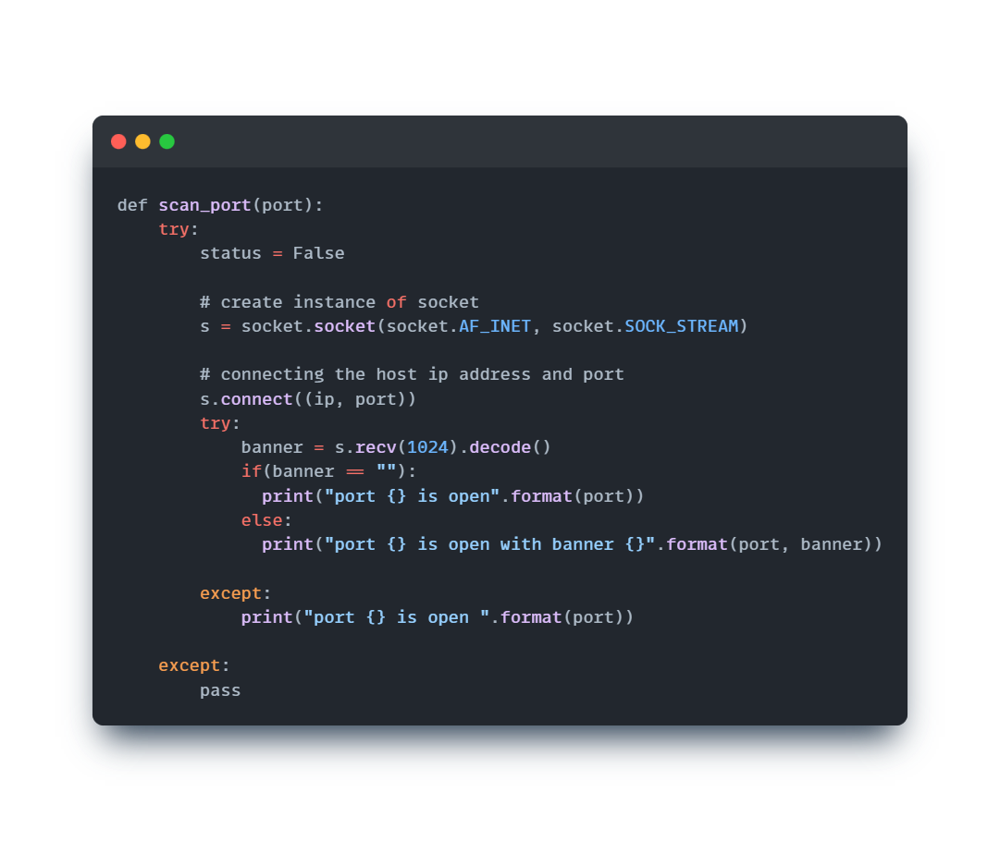 def scan_port(port):
    try:
        status = False
        # create instance of socket
        s = socket.socket(socket.AF_INET, socket.SOCK_STREAM)
        # connecting the host ip address and port
        s.connect((ip, port))
        try:
            banner = s.recv(1024).decode()
            if(banner == ""):
              print("port {} is open".format(port))
            else:
              print("port {} is open with banner {}".format(port, banner))
        except:
            print("port {} is open ".format(port))
    except:
        pass